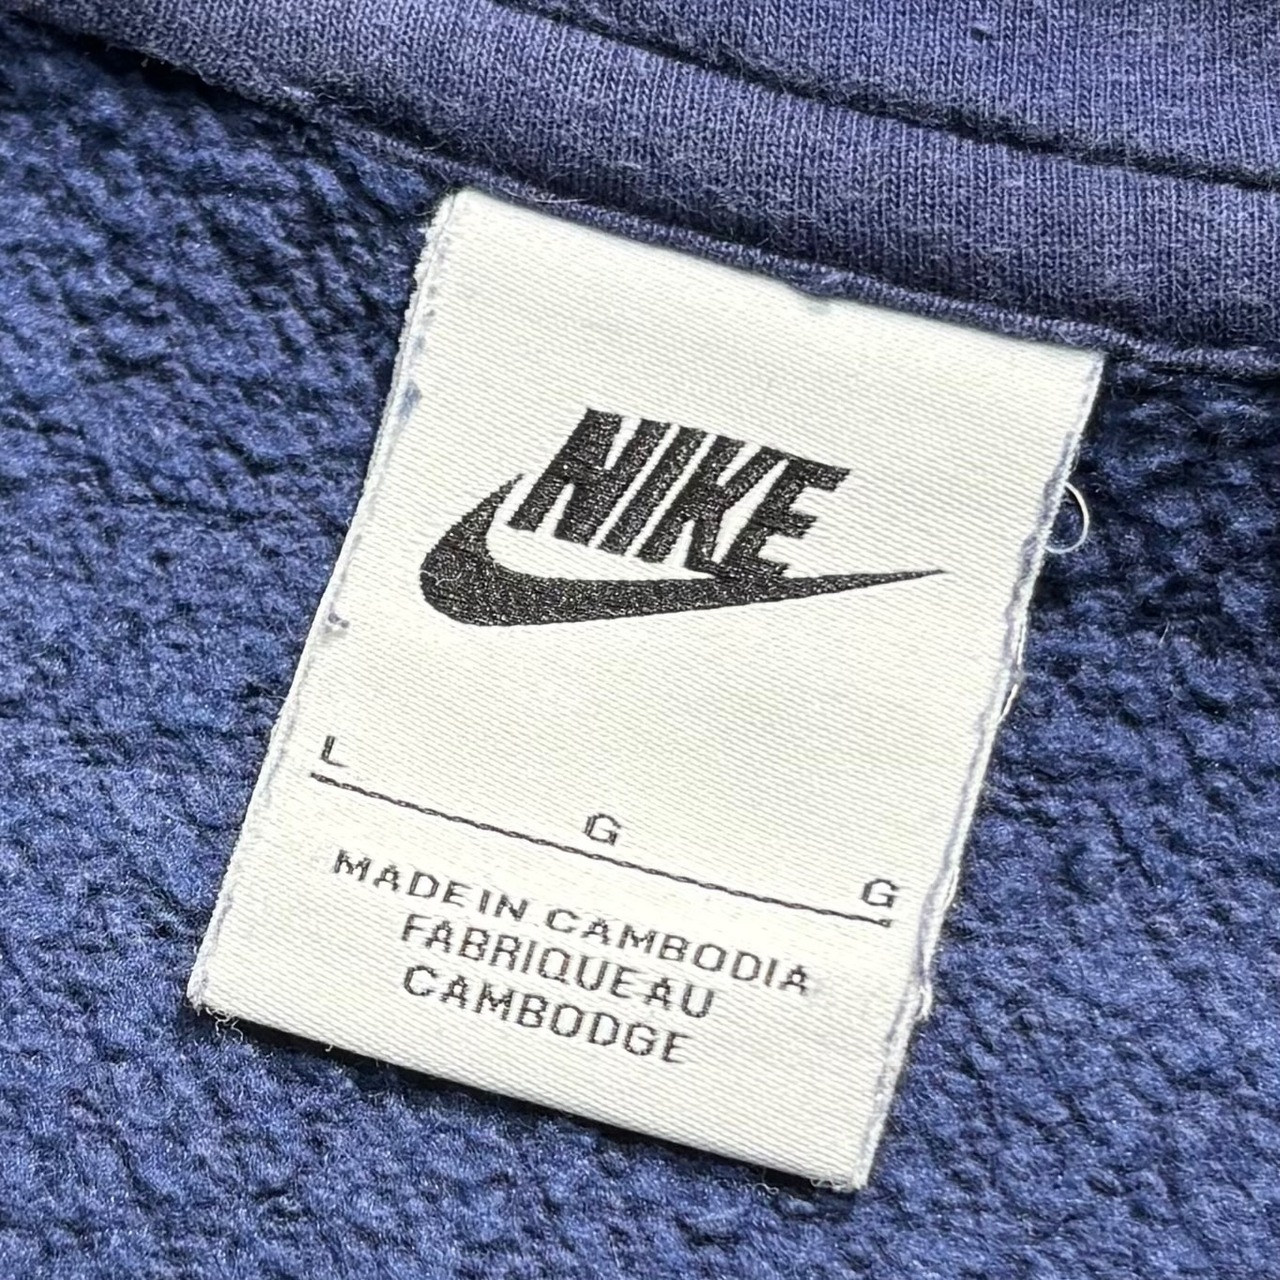 NIKE
L G G
MADE IN CAMBODIA
FABRIQUE AU
CAMBODGE